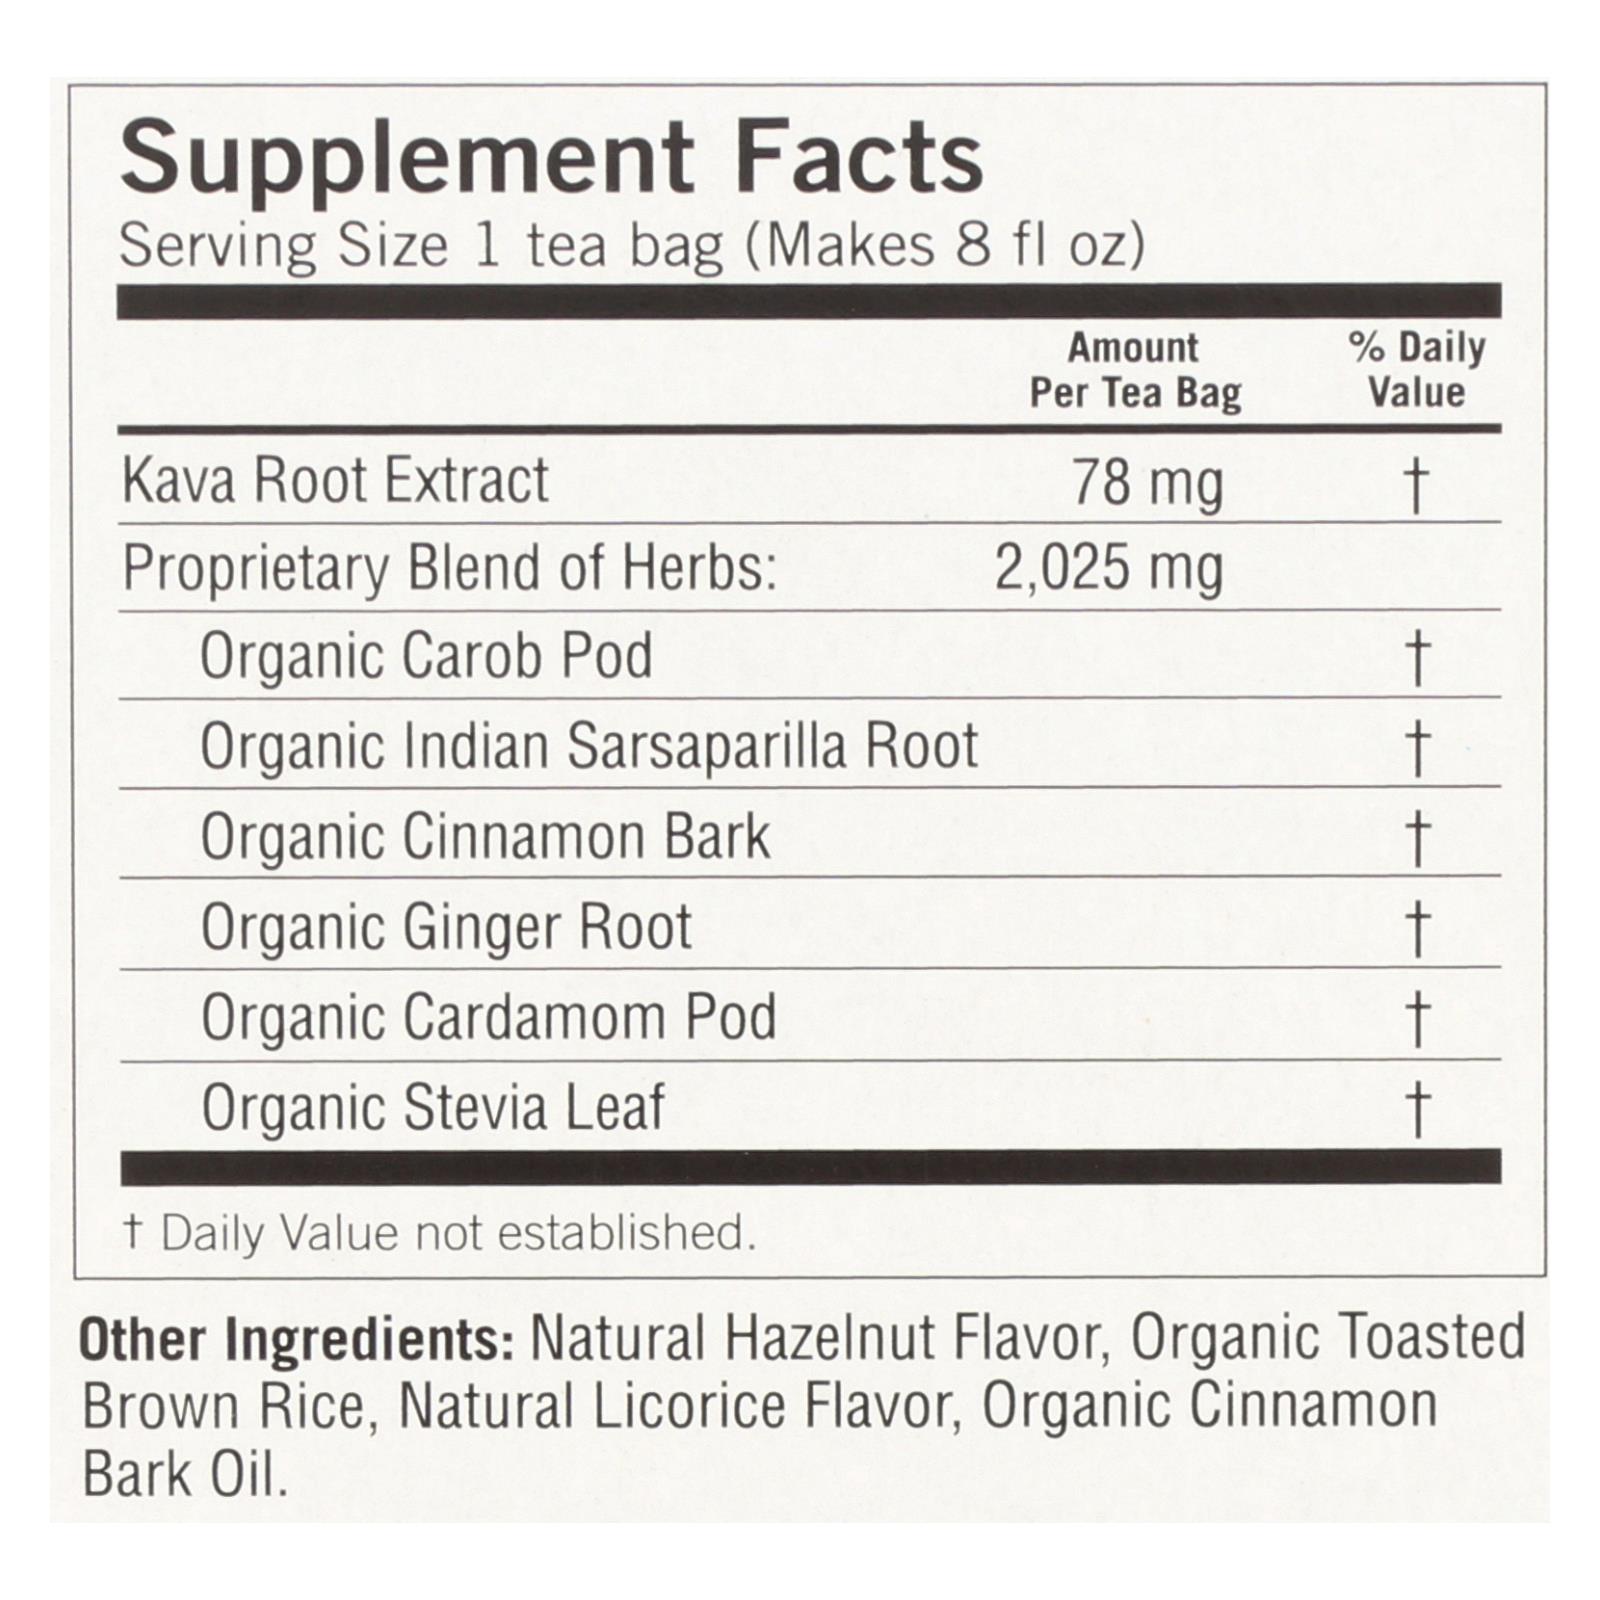 Supplement Facts
Serving Size 1 tea bag (Makes 8 fl oz)
Amount Per Tea Bag % Daily Value
Kava Root Extract 78 mg †
Proprietary Blend of Herbs: 2,025 mg
Organic Carob Pod †
Organic Indian Sarsaparilla Root †
Organic Cinnamon Bark †
Organic Ginger Root †
Organic Cardamom Pod †
Organic Stevia Leaf †
† Daily Value not established.
Other Ingredients: Natural Hazelnut Flavor, Organic Toasted
Brown Rice, Natural Licorice Flavor, Organic Cinnamon
Bark Oil.